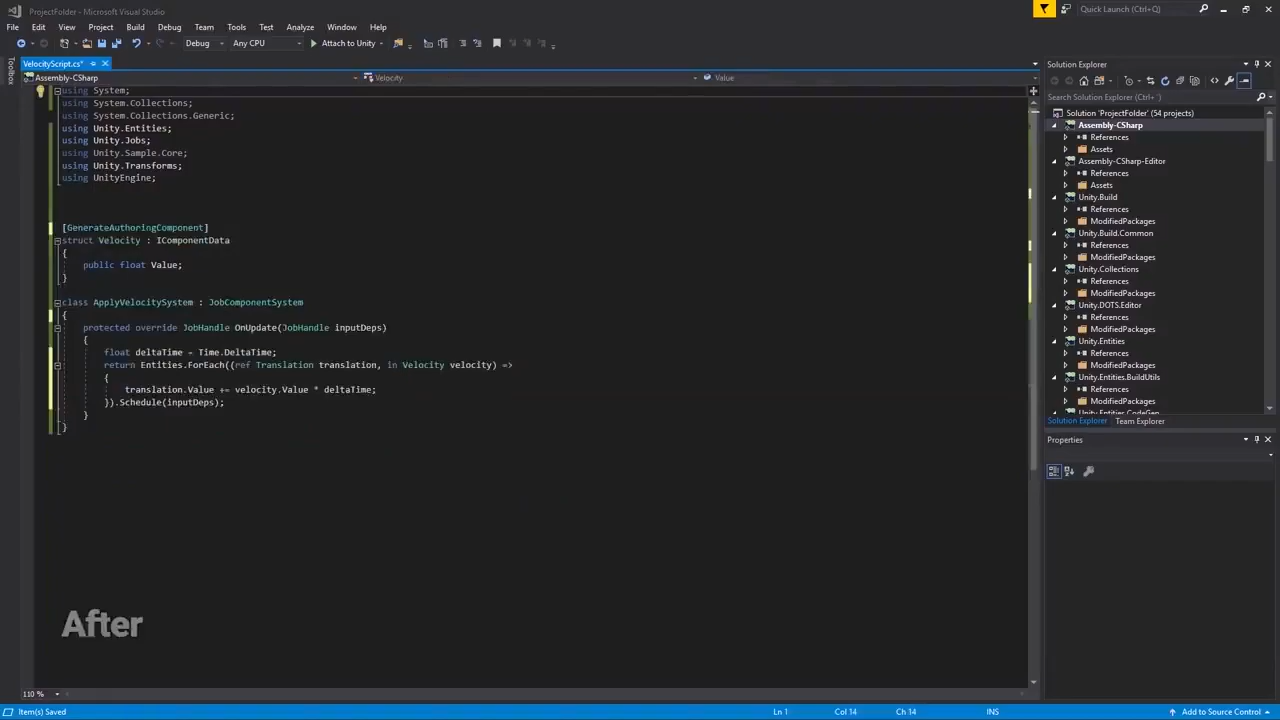 ProjectFolder - Microsoft Visual Studio
Quick Launch (Ctrl+Q)
File Edit View Project Build Debug Team Tools Test Analyze Window Help
Debug Any CPU Attach to Unity
Toolbox
VelocityScript.cs*
Assembly-CSharp Velocity Value
using System;
using System.Collections;
using System.Collections.Generic;
using Unity.Entities;
using Unity.Jobs;
using Unity.Sample.Core;
using Unity.Transforms;
using UnityEngine;
[GenerateAuthoringComponent]
struct Velocity : IComponentData
{
public float Value;
}
class ApplyVelocitySystem : JobComponentSystem
{
protected override JobHandle OnUpdate(JobHandle inputDeps)
{
float deltaTime = Time.DeltaTime;
return Entities.ForEach((ref Translation translation, in Velocity velocity) =>
{
translation.Value += velocity.Value * deltaTime;
}).Schedule(inputDeps);
}
}
After
110 %
Solution Explorer
Search Solution Explorer (Ctrl+')
Solution 'ProjectFolder' (54 projects)
Assembly-CSharp
References
Assets
Assembly-CSharp-Editor
References
Assets
Unity.Build
References
ModifiedPackages
Unity.Build.Common
References
ModifiedPackages
Unity.Collections
References
ModifiedPackages
Unity.DOTS.Editor
References
ModifiedPackages
Unity.Entities
References
ModifiedPackages
Unity.Entities.BuildUtils
References
ModifiedPackages
Unity.Entities.CodeGen
Solution Explorer Team Explorer
Properties
Item(s) Saved Ln 1 Col 14 Ch 14 INS Add to Source Control